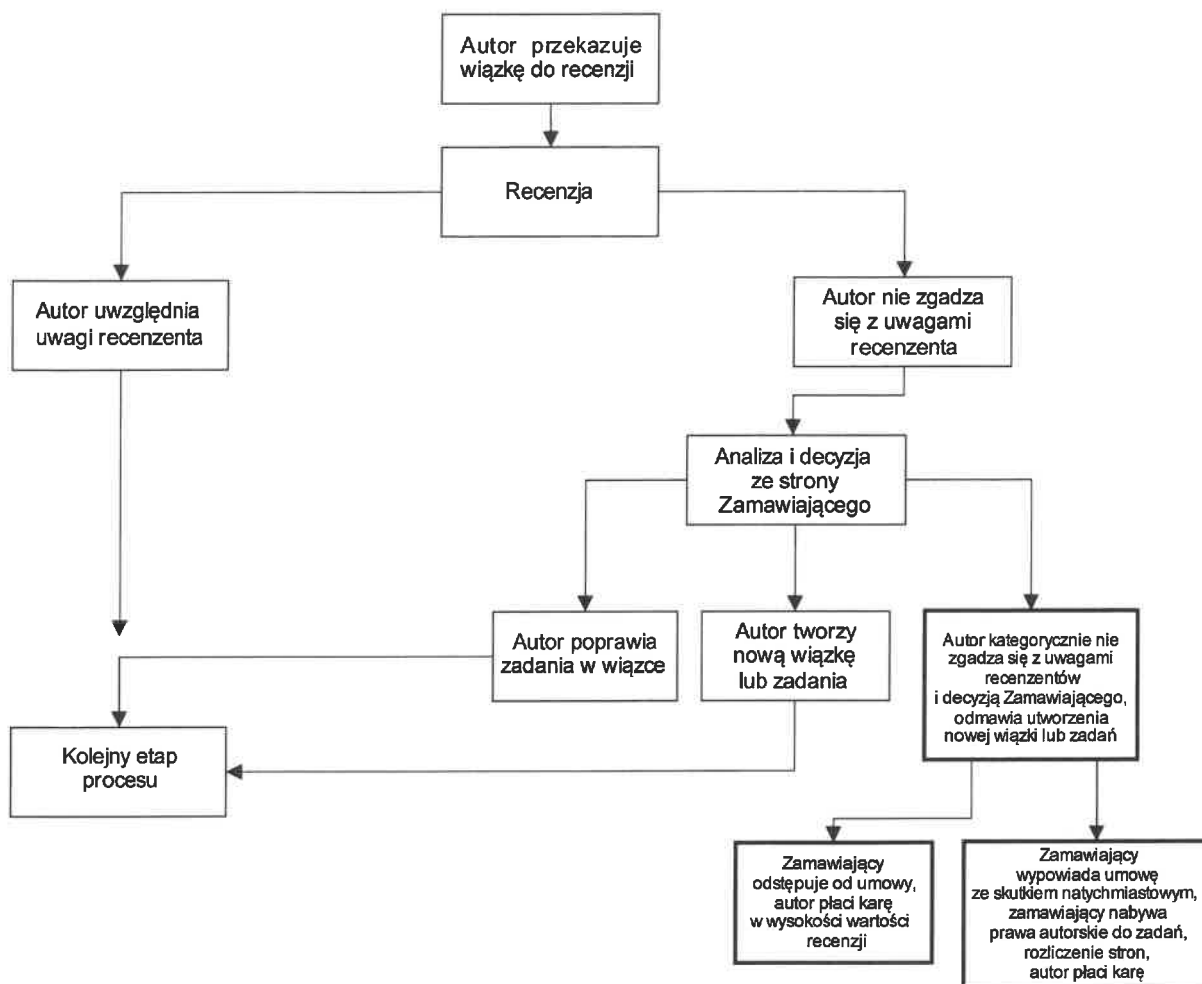 Autor przekazuje
wiązkę do recenzji
Recenzja
Autor uwzględnia
uwagi recenzenta
Autor nie zgadza
się z uwagami
recenzenta
Analiza i decyzja
ze strony
Zamawiającego
Autor poprawia
zadania w wiązce
Autor tworzy
nową wiązkę
lub zadania
Autor kategorycznie nie
zgadza się z uwagami
recenzentów
i decyzją Zamawiającego,
odmawia utworzenia
nowej wiązki lub zadań
Kolejny etap
procesu
Zamawiający
odstępuje od umowy,
autor płaci karę
w wysokości wartości
recenzji
Zamawiający
wypowiada umowę
ze skutkiem natychmiastowym,
zamawiający nabywa
prawa autorskie do zadań,
rozliczenie stron,
autor płaci karę